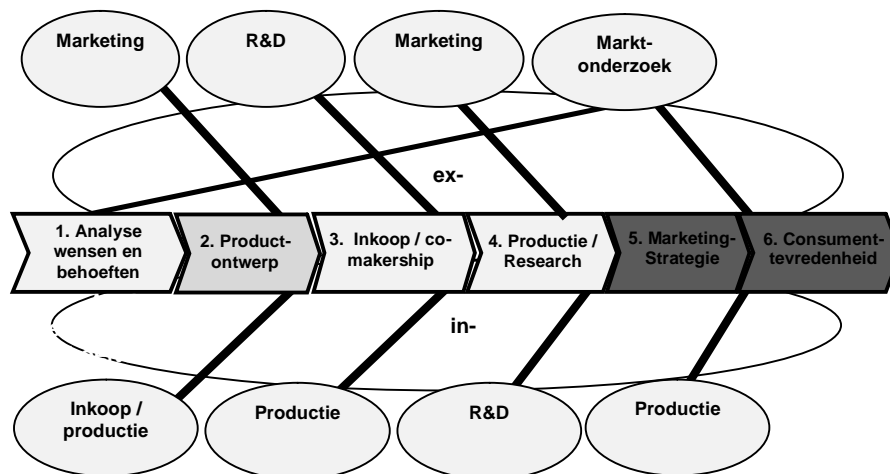 Marketing
R&D
Marketing
Markt-
onderzoek
ex-
1. Analyse
wensen en
behoeften
2. Product-
ontwerp
3. Inkoop / co-
makership
4. Productie /
Research
5. Marketing-
Strategie
6. Consument-
tevredenheid
in-
Inkoop /
productie
Productie
R&D
Productie